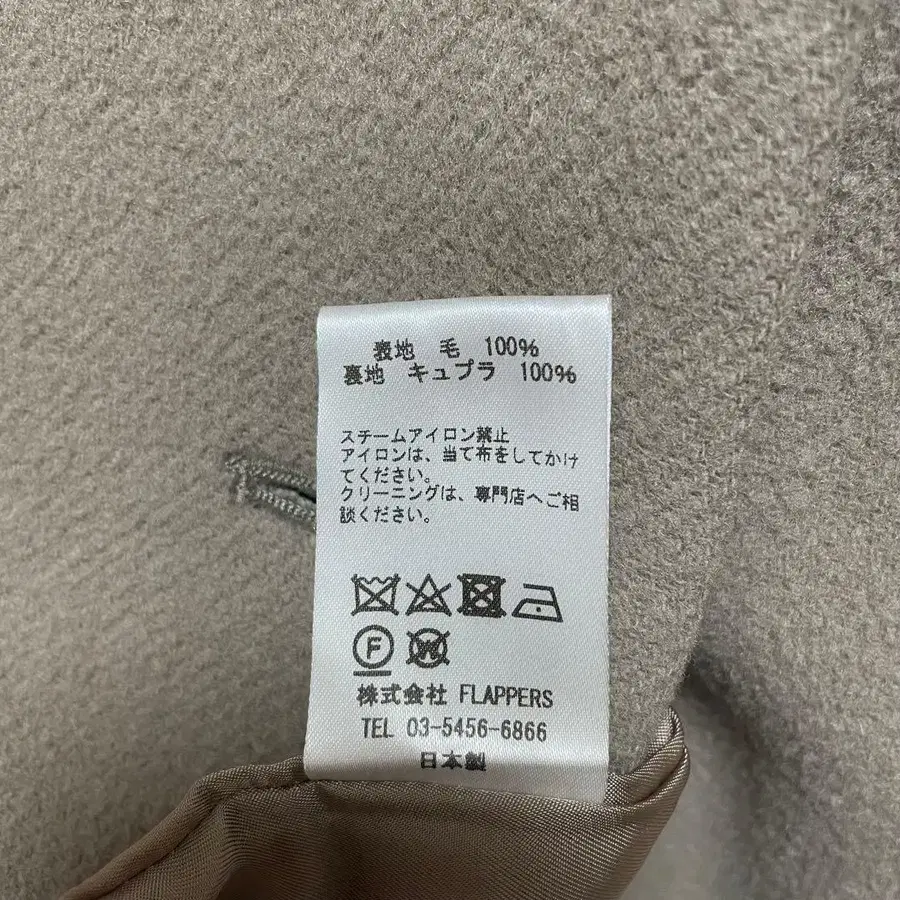 表地 毛 100%
裏地 キュプラ 100%
スチームアイロン禁止
アイロンは、当て布をしてかけ
てください。
クリーニングは、専門店へご相
談ください。
F W
株式会社 FLAPPERS
TEL 03-5456-6866
日本製